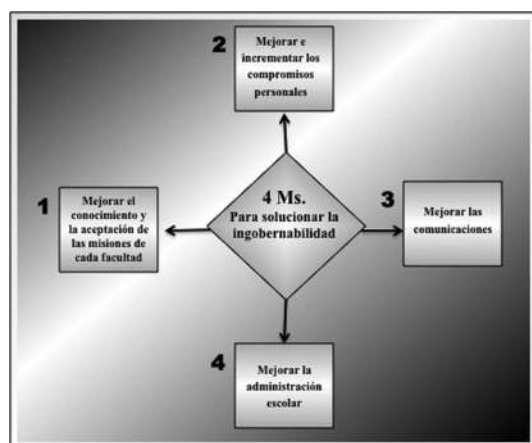 2
Mejorar e
incrementar los
compromisos
personales
1
Mejorar el
conocimiento y
la aceptación de
las misiones de
cada facultad
4 Ms.
Para solucionar la
ingobernabilidad
3
Mejorar las
comunicaciones
4
Mejorar la
administración
escolar